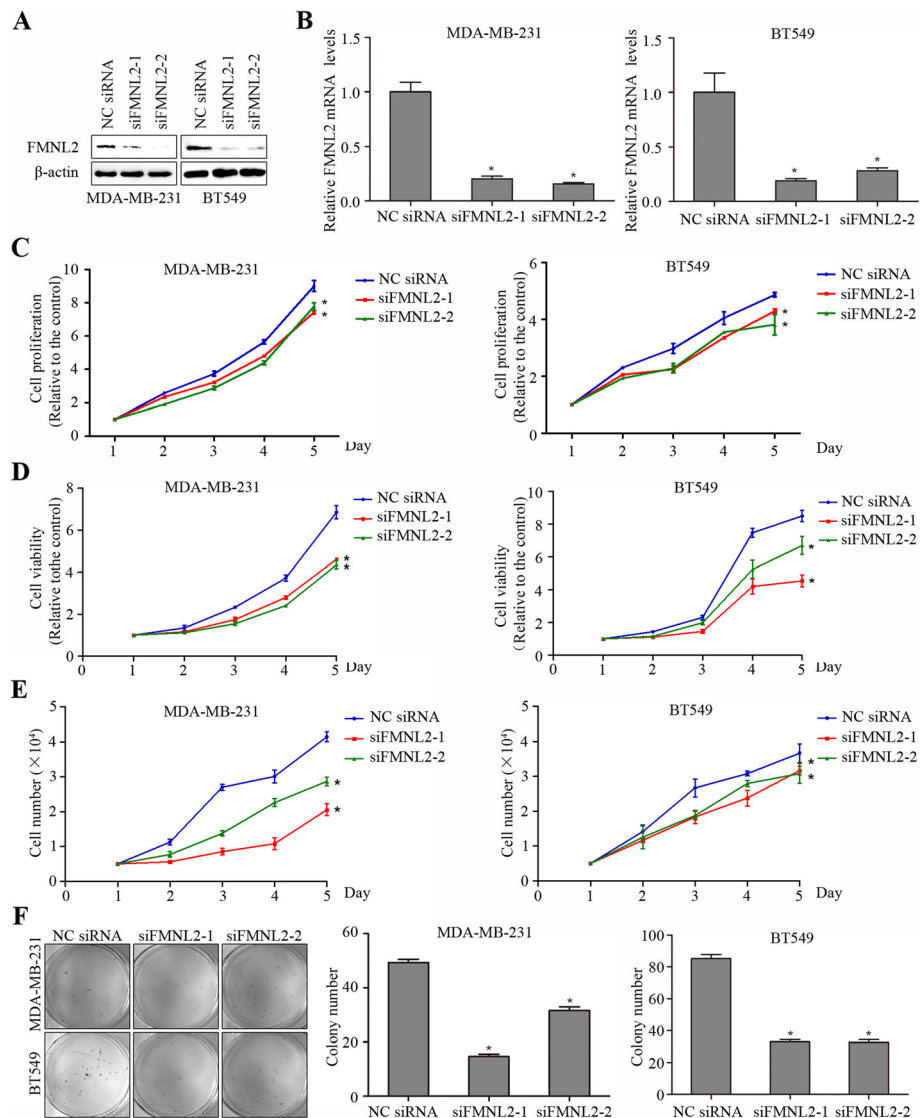 A
NC siRNA
siFMNL2-1
siFMNL2-2
NC siRNA
siFMNL2-1
siFMNL2-2
FMNL2
β-actin
MDA-MB-231
BT549
B
MDA-MB-231
Relative FMNL2 mRNA levels
1.5
1.0
0.5
0.0
*
*
NC siRNA siFMNL2-1 siFMNL2-2
BT549
Relative FMNL2 mRNA levels
1.5
1.0
0.5
0.0
*
*
NC siRNA siFMNL2-1 siFMNL2-2
C
MDA-MB-231
Cell proliferation
(Relative to the control)
10
8
6
4
2
0
1 2 3 4 5 Day
NC siRNA
siFMNL2-1
siFMNL2-2
*
*
BT549
Cell proliferation
(Relative to the control)
6
4
2
0
1 2 3 4 5 Day
NC siRNA
siFMNL2-1
siFMNL2-2
*
*
D
MDA-MB-231
Cell viability
(Relative tothe control)
8
6
4
2
0
0 1 2 3 4 5 Day
NC siRNA
siFMNL2-1
siFMNL2-2
*
*
BT549
Cell viability
((Relative to the control)
10
8
6
4
2
0
0 1 2 3 4 5 Day
NC siRNA
siFMNL2-1
siFMNL2-2
*
*
E
MDA-MB-231
Cell number (×10⁴)
5
4
3
2
1
0
0 1 2 3 4 5 Day
NC siRNA
siFMNL2-1
siFMNL2-2
*
*
BT549
Cell number (×10⁴)
5
4
3
2
1
0
0 1 2 3 4 5 Day
NC siRNA
siFMNL2-1
siFMNL2-2
*
*
F
NC siRNA siFMNL2-1 siFMNL2-2
MDA-MB-231
BT549
MDA-MB-231
Colony number
60
40
20
0
*
*
NC siRNA siFMNL2-1 siFMNL2-2
BT549
Colony number
100
80
60
40
20
0
*
*
NC siRNA siFMNL2-1 siFMNL2-2